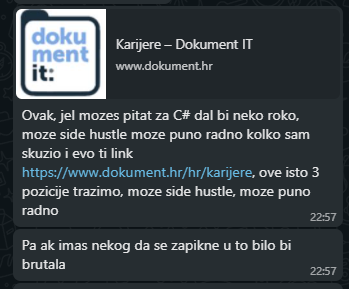 doku
ment
it:
Karijere – Dokument IT
www.dokument.hr
Ovak, jel mozes pitat za C# dal bi neko roko,
moze side hustle moze puno radno kolko sam
skuzio i evo ti link
https://www.dokument.hr/hr/karijere, ove isto 3
pozicije trazimo, moze side hustle, moze puno
radno
22:57
Pa ak imas nekog da se zapikne u to bilo bi
brutala
22:57